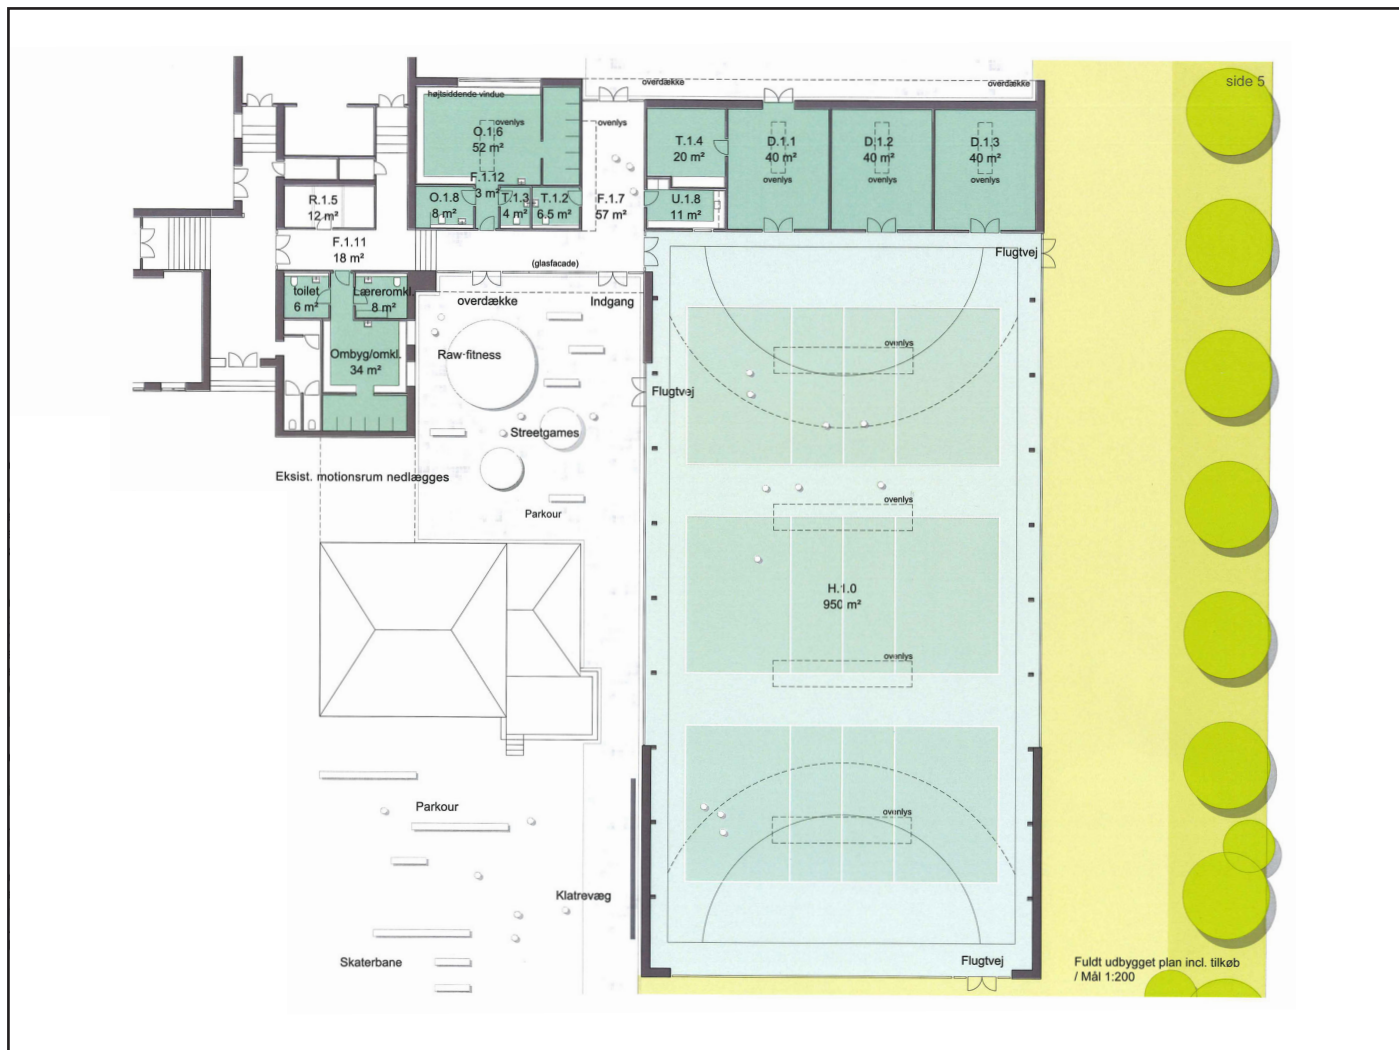 side 5
overdække
overdække
højtsiddende vindue
ovenlys
O.1.6
52 m²
ovenlys
F.1.12
3 m²
O.1.8
8 m²
T.1.3
4 m²
T.1.2
6.5 m²
F.1.7
57 m²
T.1.4
20 m²
U.1.8
11 m²
D.1.1
40 m²
ovenlys
D.1.2
40 m²
ovenlys
D.1.3
40 m²
ovenlys
R.1.5
12 m²
F.1.11
18 m²
(glasfacade)
Flugtvej
toilet
6 m²
Læreromkl.
8 m²
overdække
Indgang
Ombyg/omkl.
34 m²
Raw-fitness
ovenlys
Flugtvej
Streetgames
Eksist. motionsrum nedlægges
Parkour
ovenlys
H.1.0
950 m²
ovenlys
Parkour
ovenlys
Klatrevæg
Skaterbane
Flugtvej
Fuldt udbygget plan incl. tilkøb
/ Mål 1:200